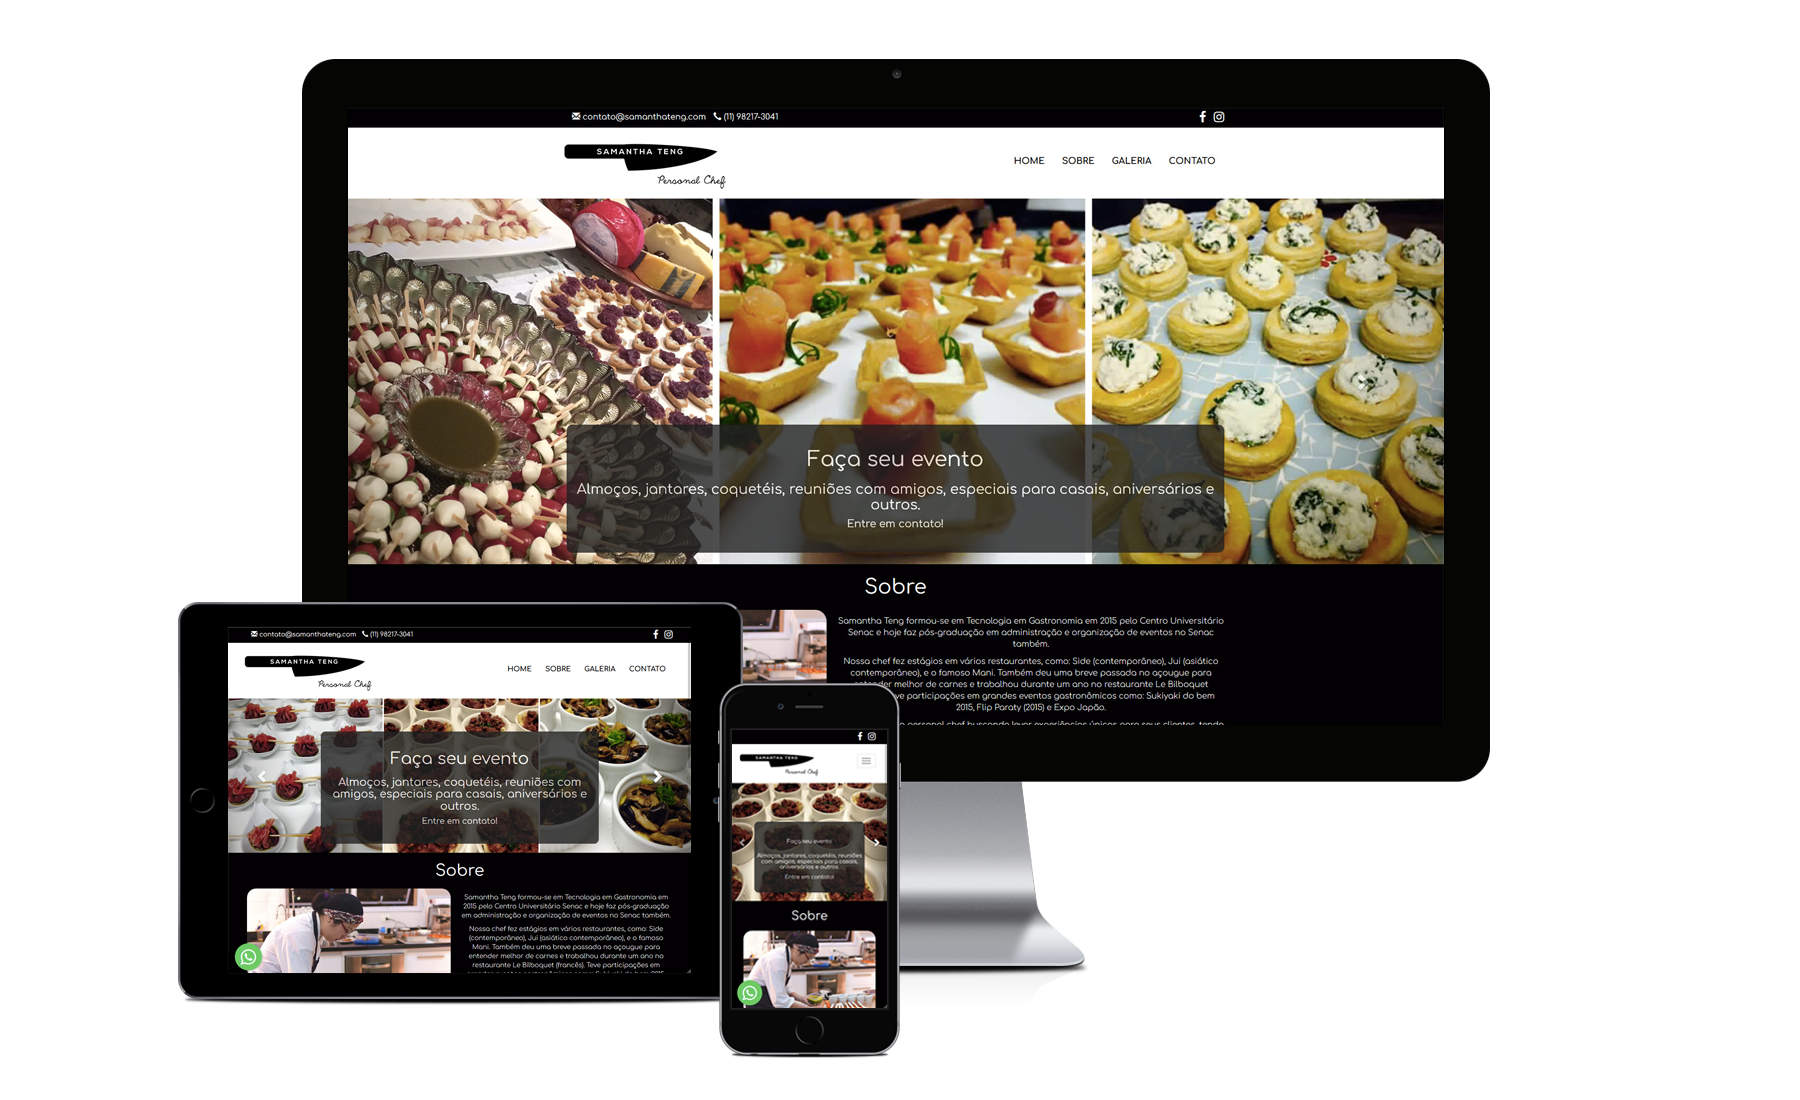 contato@samanthateng.com (11) 98217-3041
SAMANTHA TENG
Personal Chef
HOME SOBRE GALERIA CONTATO
Faça seu evento
Almoços, jantares, coquetéis, reuniões com amigos, especiais para casais, aniversários e
outros.
Entre em contato!
Sobre
Samantha Teng formou-se em Tecnologia em Gastronomia em 2015 pelo Centro Universitário
Senac e hoje faz pós-graduação em administração e organização de eventos no Senac
também.
Nossa chef fez estágios em vários restaurantes, como: Side (contemporâneo), Jui (asiático
contemporâneo), e o famoso Mani. Também deu uma breve passada no açougue para
melhor de carnes e trabalhou durante um ano no restaurante Le Bilboquet
participações em grandes eventos gastronômicos como: Sukiyaki do bem
2015, Flip Paraty (2015) e Expo Japão.
personal chef buscando levar experiências únicas para seus clientes, tendo
contato@samanthateng.com (11) 98217-3041
SAMANTHA TENG
Personal Chef
HOME SOBRE GALERIA CONTATO
Faça seu evento
Almoços, jantares, coquetéis, reuniões com
amigos, especiais para casais, aniversários e
outros.
Entre em contato!
Sobre
Samantha Teng formou-se em Tecnologia em Gastronomia em
2015 pelo Centro Universitário Senac e hoje faz pós-graduação
em administração e organização de eventos no Senac também.
Nossa chef fez estágios em vários restaurantes, como: Side
(contemporâneo), Jui (asiático contemporâneo), e o famoso
Mani. Também deu uma breve passada no açougue para
entender melhor de carnes e trabalhou durante um ano no
restaurante Le Bilboquet (francês). Teve participações em
SAMANTHA TENG
Personal Chef
Faça seu evento
Almoços, jantares, coquetéis, reuniões
com amigos, especiais para casais,
aniversários e outros.
Entre em contato!
Sobre